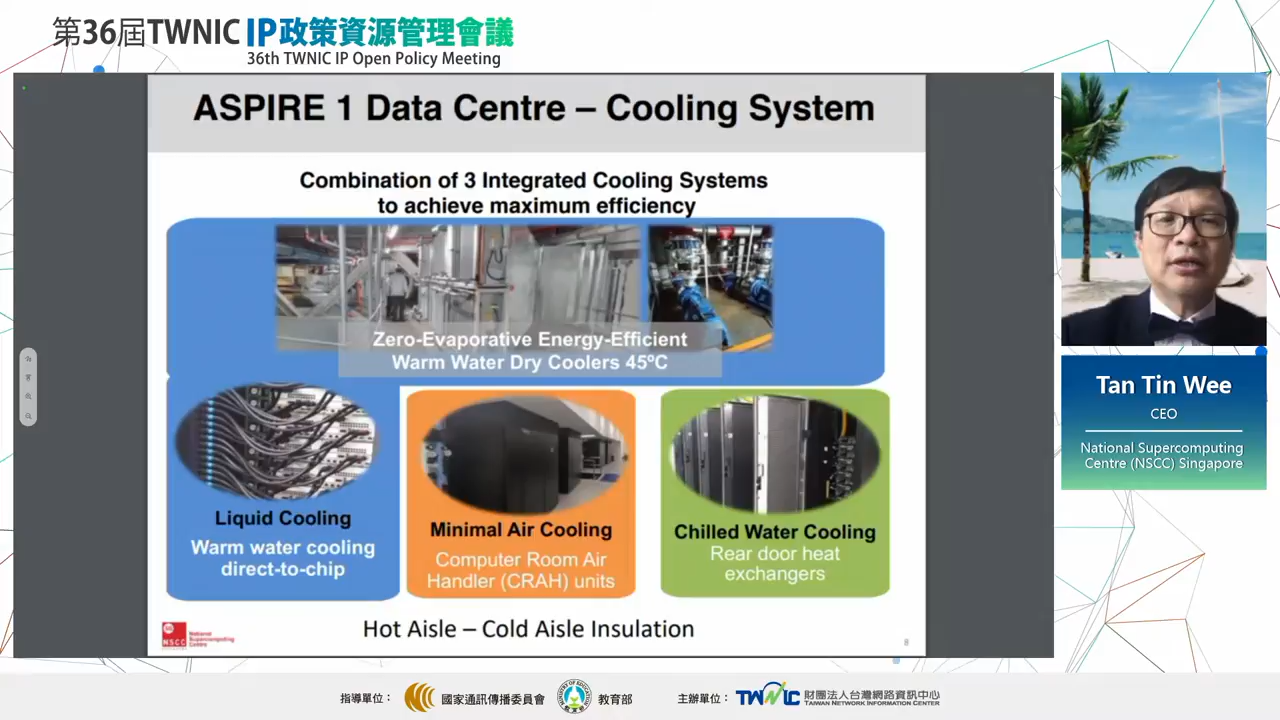 第36屆TWNIC IP政策資源管理會議
36th TWNIC IP Open Policy Meeting
ASPIRE 1 Data Centre – Cooling System
Combination of 3 Integrated Cooling Systems
to achieve maximum efficiency
Zero-Evaporative Energy-Efficient
Warm Water Dry Coolers 45ºC
Liquid Cooling
Warm water cooling
direct-to-chip
Minimal Air Cooling
Computer Room Air
Handler (CRAH) units
Chilled Water Cooling
Rear door heat
exchangers
Hot Aisle – Cold Aisle Insulation
NSCC
National
Supercomputing
Centre
8
Tan Tin Wee
CEO
National Supercomputing
Centre (NSCC) Singapore
指導單位：
國家通訊傳播委員會
教育部
主辦單位：
TWNIC
財團法人台灣網路資訊中心
TAIWAN NETWORK INFORMATION CENTER